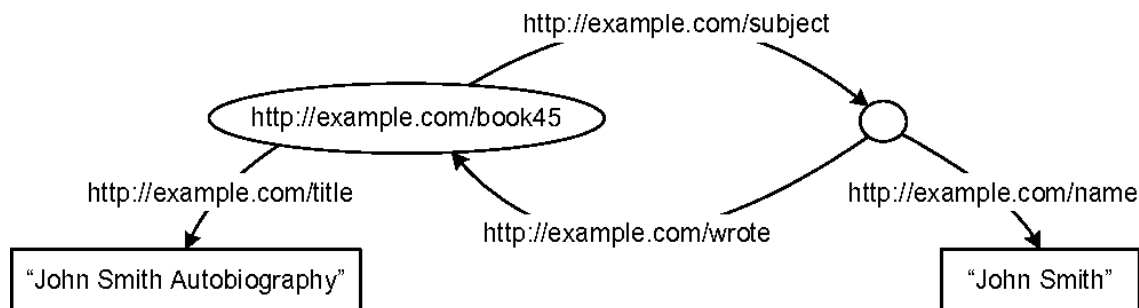 http://example.com/subject
http://example.com/book45
http://example.com/title
http://example.com/name
http://example.com/wrote
“John Smith Autobiography”
“John Smith”